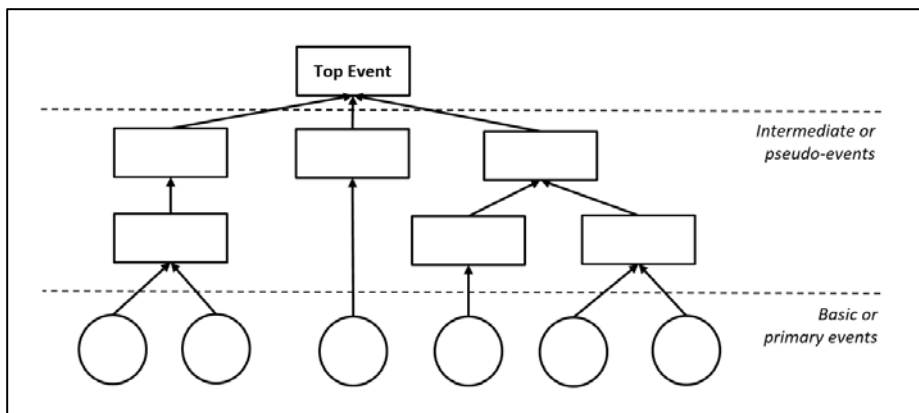 Top Event
Intermediate or
pseudo-events
Basic or
primary events